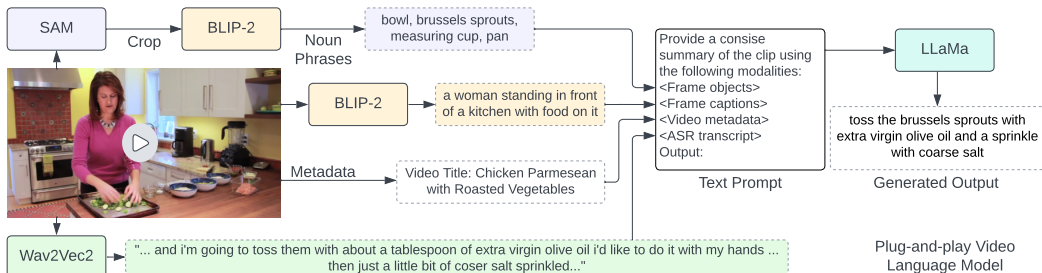 SAM
Crop
BLIP-2
Noun
Phrases
bowl, brussels sprouts,
measuring cup, pan
BLIP-2
a woman standing in front
of a kitchen with food on it
Metadata
Video Title: Chicken Parmesean
with Roasted Vegetables
Wav2Vec2
"... and i'm going to toss them with about a tablespoon of extra virgin olive oil i'd like to do it with my hands ...
then just a little bit of coser salt sprinkled..."
Provide a consise
summary of the clip using
the following modalities:
<Frame objects>
<Frame captions>
<Video metadata>
<ASR transcript>
Output:
Text Prompt
LLaMa
toss the brussels sprouts with
extra virgin olive oil and a sprinkle
with coarse salt
Generated Output
Plug-and-play Video
Language Model